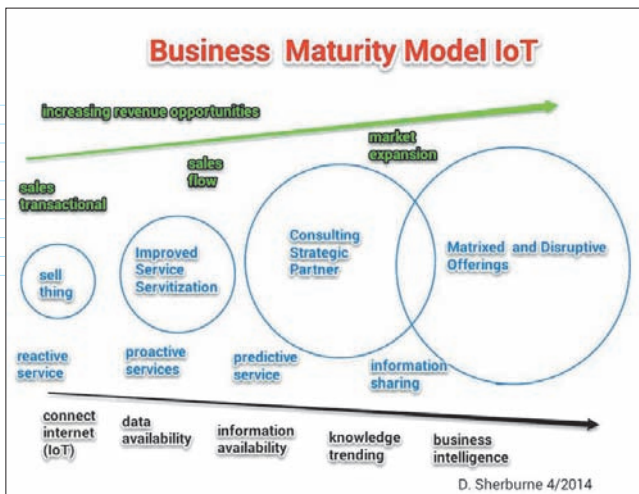 Business Maturity Model IoT
increasing revenue opportunities
market
expansion
sales
flow
sales
transactional
sell
thing
Improved
Service
Servitization
Consulting
Strategic
Partner
Matrixed and Disruptive
Offerings
reactive
service
proactive
services
predictive
service
information
sharing
connect
internet
(IoT)
data
availability
information
availability
knowledge
trending
business
intelligence
D. Sherburne 4/2014